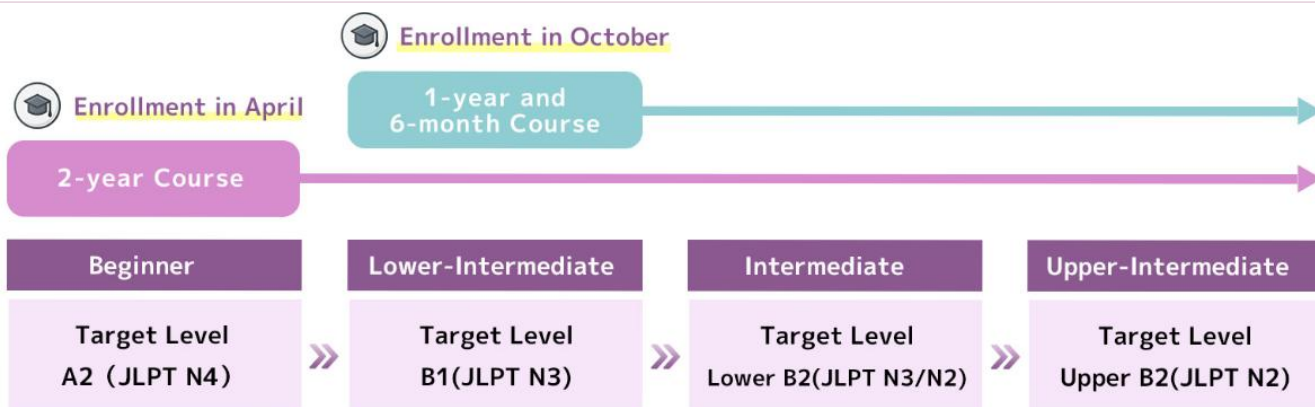 Enrollment in October
1-year and
6-month Course
Enrollment in April
2-year Course
Beginner
Target Level
A2（JLPT N4）
Lower-Intermediate
Target Level
B1(JLPT N3)
Intermediate
Target Level
Lower B2(JLPT N3/N2)
Upper-Intermediate
Target Level
Upper B2(JLPT N2)